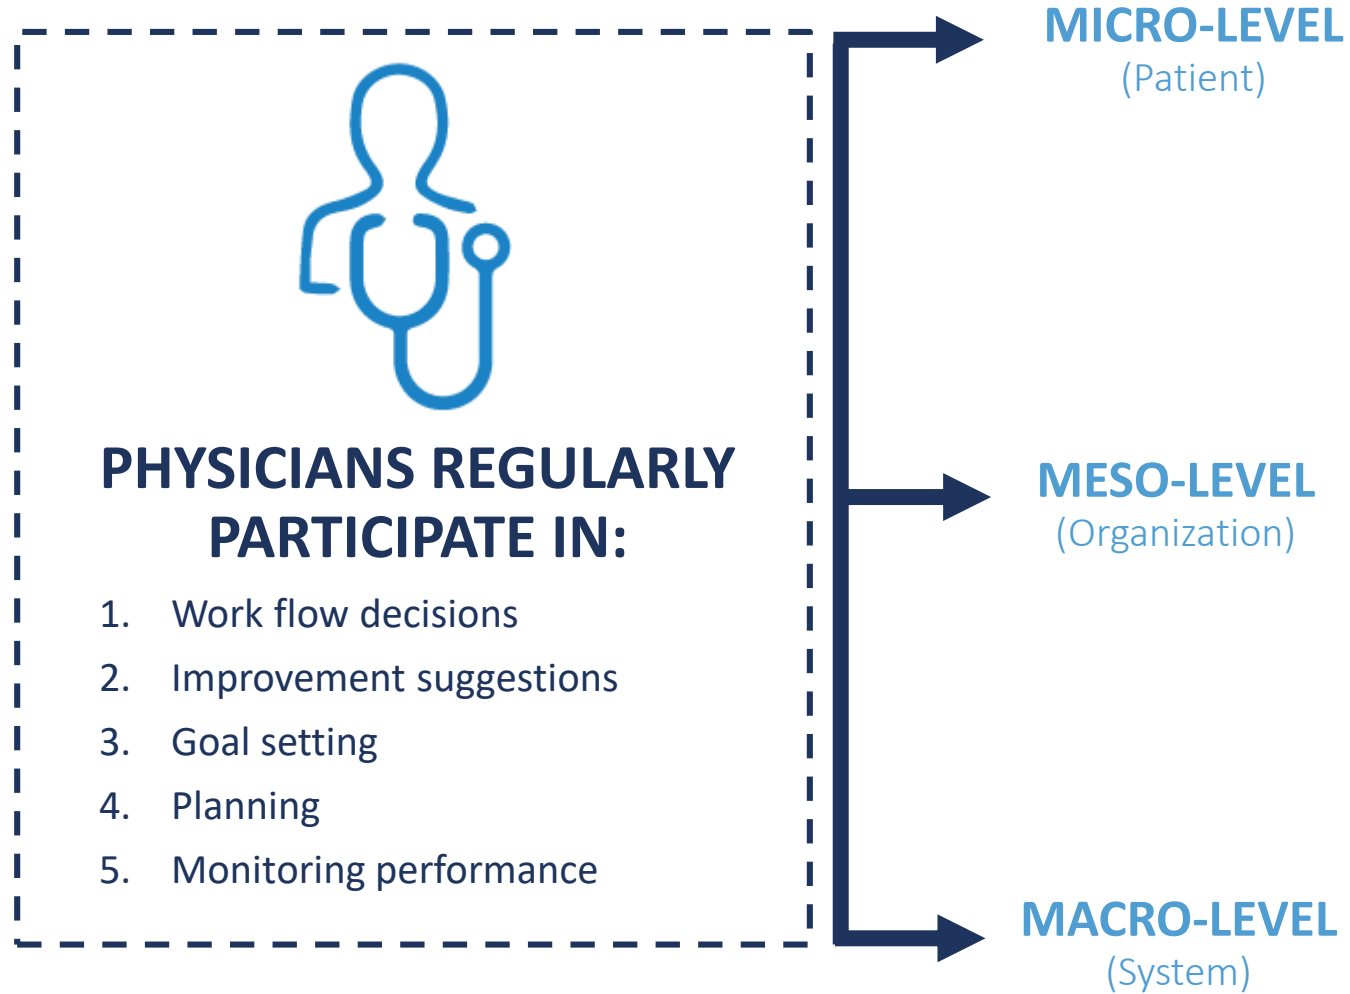 PHYSICIANS REGULARLY
PARTICIPATE IN:
1. Work flow decisions
2. Improvement suggestions
3. Goal setting
4. Planning
5. Monitoring performance
MICRO-LEVEL
(Patient)
MESO-LEVEL
(Organization)
MACRO-LEVEL
(System)